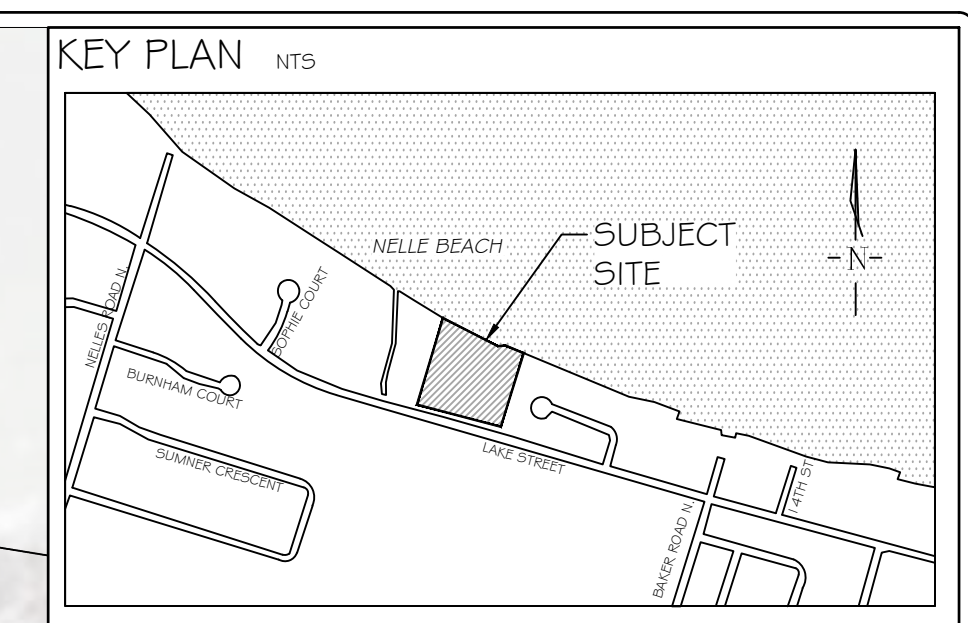 KEY PLAN NTS
NELLE BEACH
SUBJECT
SITE
N
NELLES ROAD N.
SOPHIE COURT
BURNHAM COURT
SUMNER CRESCENT
LAKE STREET
BAKER ROAD N.
14TH ST